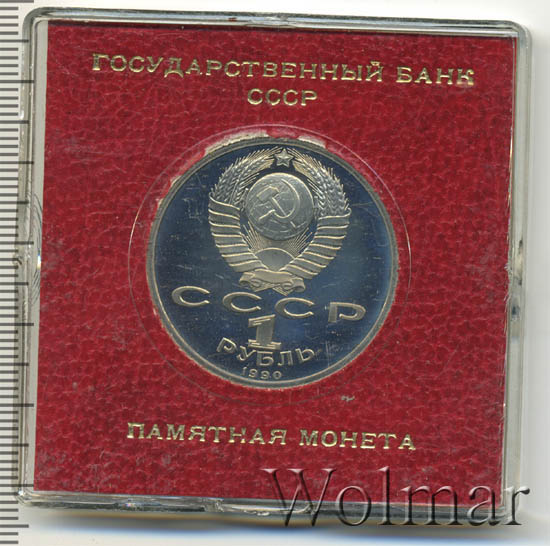 ГОСУДАРСТВЕННЫЙ БАНК
СССР
СССР
1
РУБЛЬ
1990
ПАМЯТНАЯ МОНЕТА
Wolmar